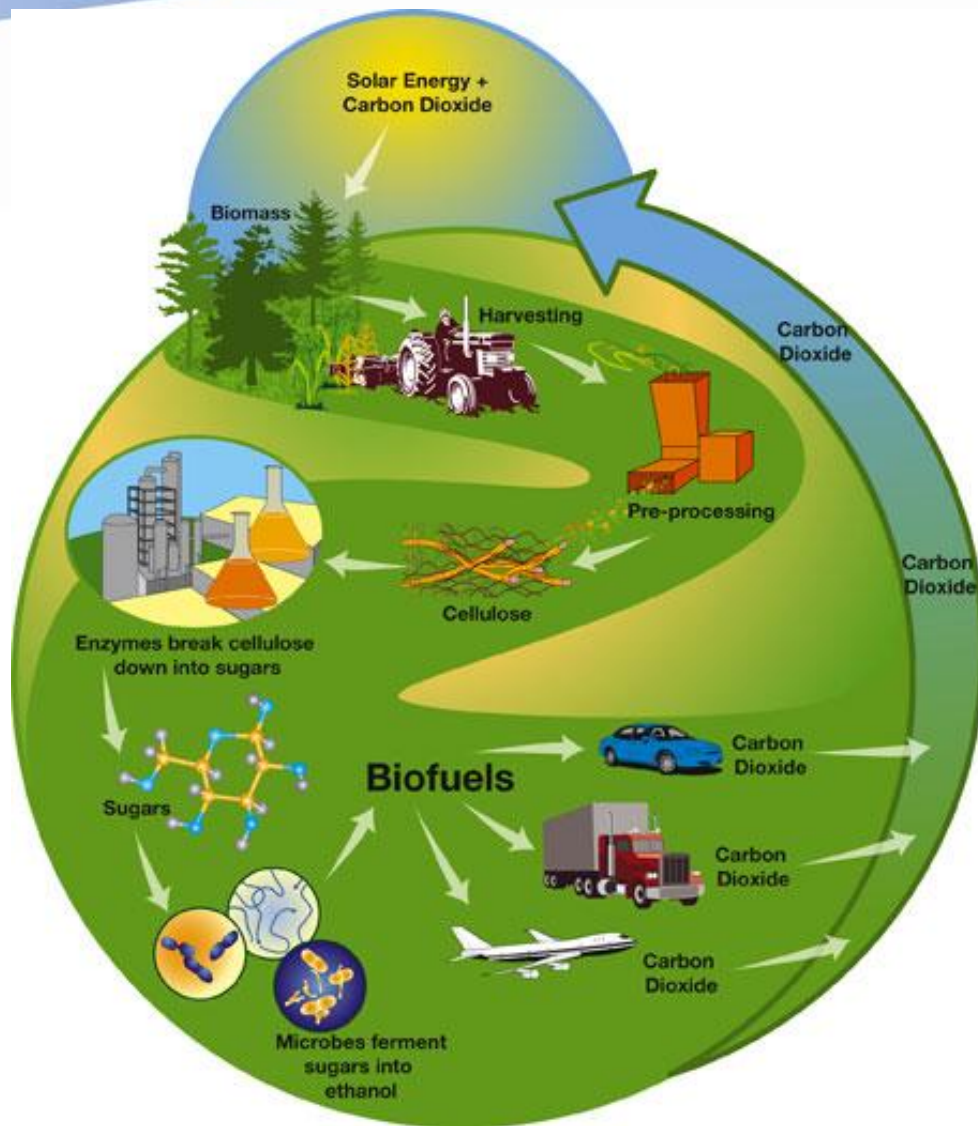 Solar Energy +
Carbon Dioxide
Biomass
Harvesting
Pre-processing
Cellulose
Enzymes break cellulose
down into sugars
Sugars
Microbes ferment
sugars into
ethanol
Biofuels
Carbon
Dioxide
Carbon
Dioxide
Carbon
Dioxide
Carbon
Dioxide
Carbon
Dioxide